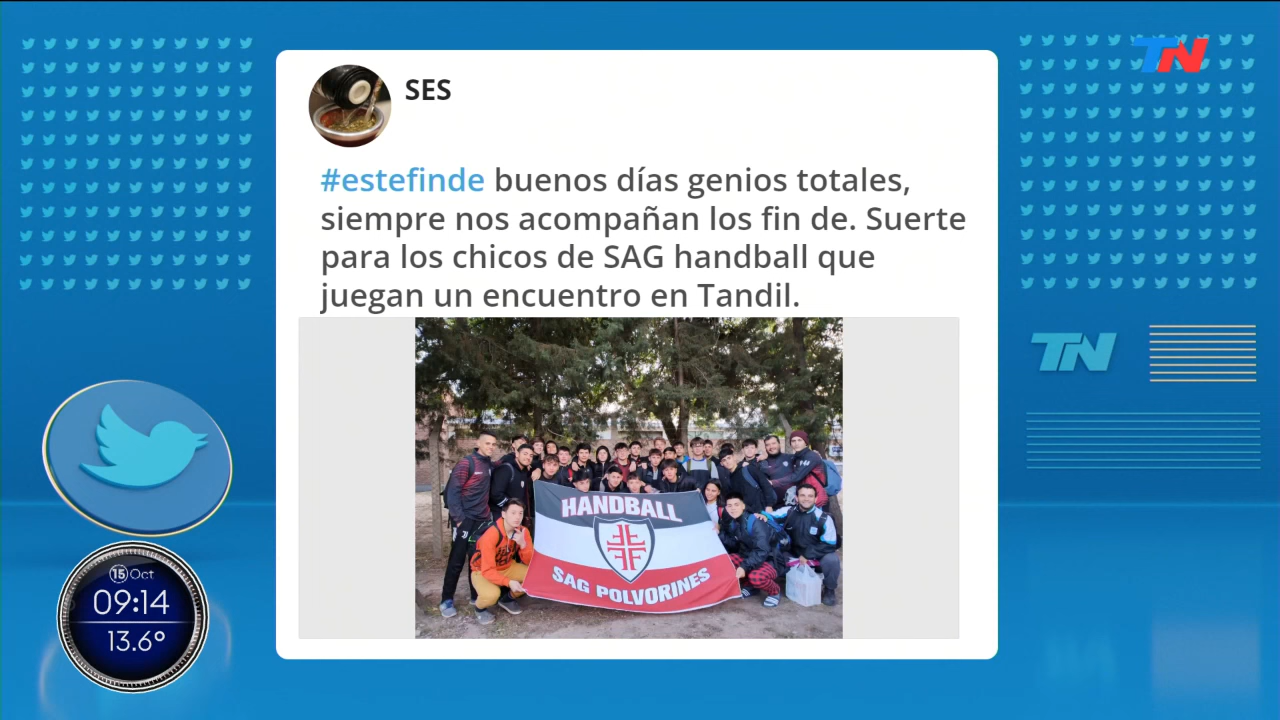 TN
SES
#estefinde buenos días genios totales,
siempre nos acompañan los fin de. Suerte
para los chicos de SAG handball que
juegan un encuentro en Tandil.
HANDBALL
SAG POLVORINES
TN
15 Oct
09:14
13.6°